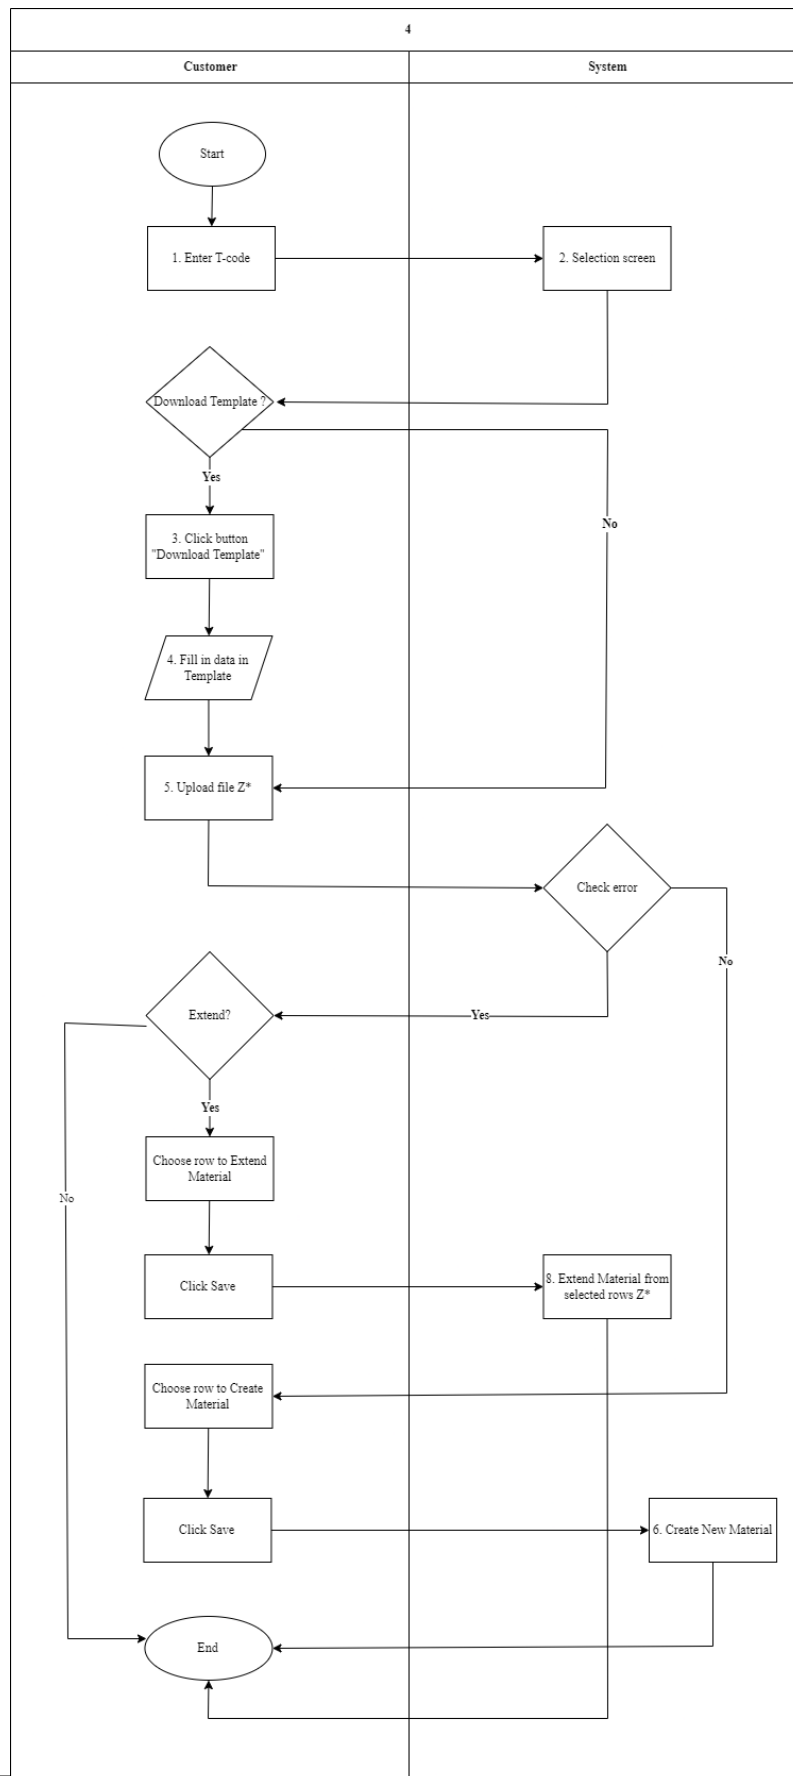 4
Customer
System
Start
1. Enter T-code
2. Selection screen
Download Template ?
Yes
No
3. Click button
"Download Template"
4. Fill in data in
Template
5. Upload file Z*
Check error
No
Extend?
Yes
Yes
Choose row to Extend
Material
No
Click Save
8. Extend Material from
selected rows Z*
Choose row to Create
Material
Click Save
6. Create New Material
End